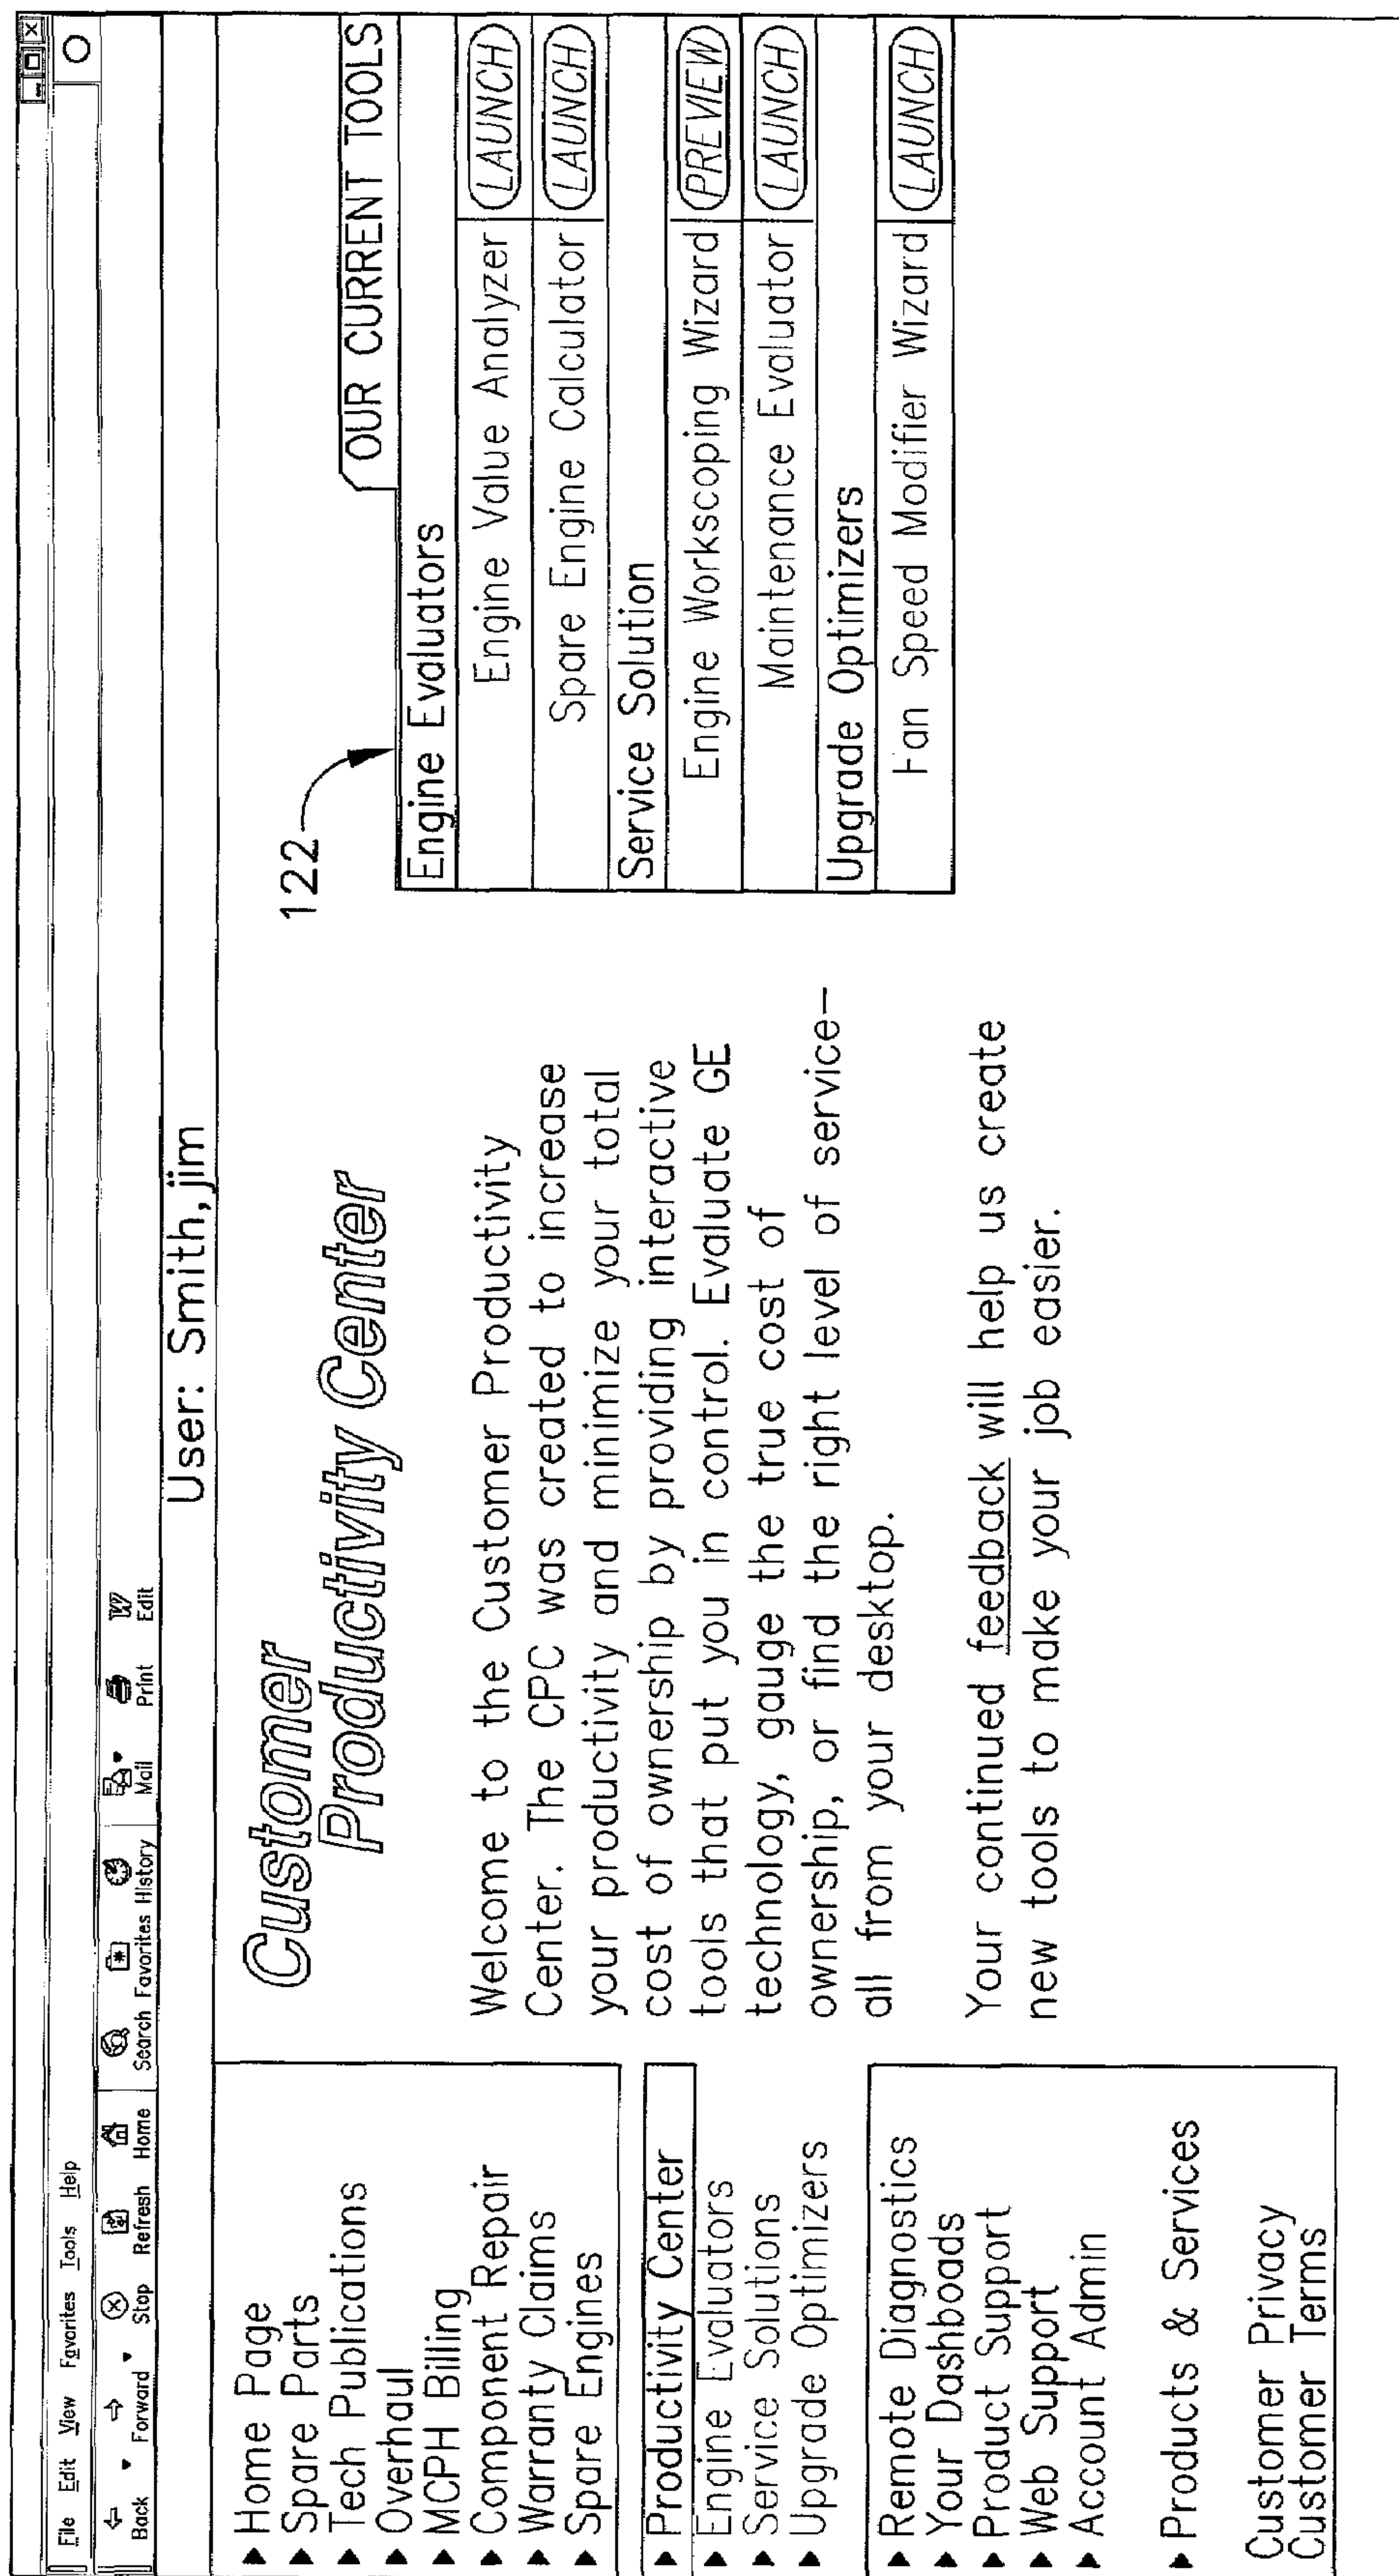 File Edit View Favorites Tools Help
Back Forward Stop Refresh Home Search Favorites History Mail Print Edit
User: Smith,jim
Home Page
Spare Parts
Tech Publications
Overhaul
MCPH Billing
Component Repair
Warranty Claims
Spare Engines
Productivity Center
Engine Evaluators
Service Solutions
Upgrade Optimizers
Remote Diagnostics
Your Dashboads
Product Support
Web Support
Account Admin
Products & Services
Customer Privacy
Customer Terms
Customer
Productivity Center
Welcome to the Customer Productivity
Center. The CPC was created to increase
your productivity and minimize your total
cost of ownership by providing interactive
tools that put you in control. Evaluate GE
technology, gauge the true cost of
ownership, or find the right level of service–
all from your desktop.
Your continued feedback will help us create
new tools to make your job easier.
122
OUR CURRENT TOOLS
Engine Evaluators
Engine Value Analyzer LAUNCH
Spare Engine Calculator LAUNCH
Service Solution
Engine Workscoping Wizard PREVIEW
Maintenance Evaluator LAUNCH
Upgrade Optimizers
Fan Speed Modifier Wizard LAUNCH